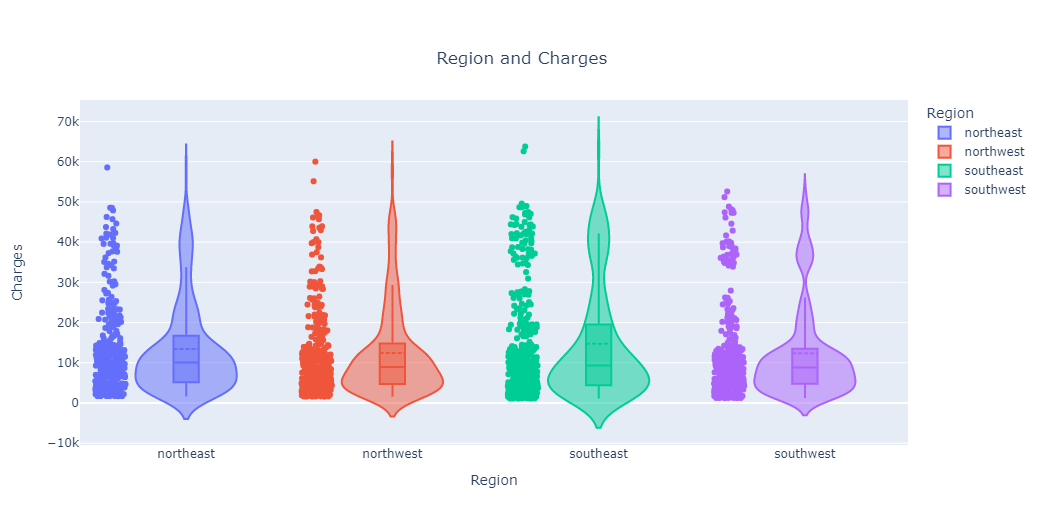 Region and Charges
Region
northeast
northwest
southeast
southwest
Charges
70k
60k
50k
40k
30k
20k
10k
0
−10k
northeast northwest southeast southwest
Region